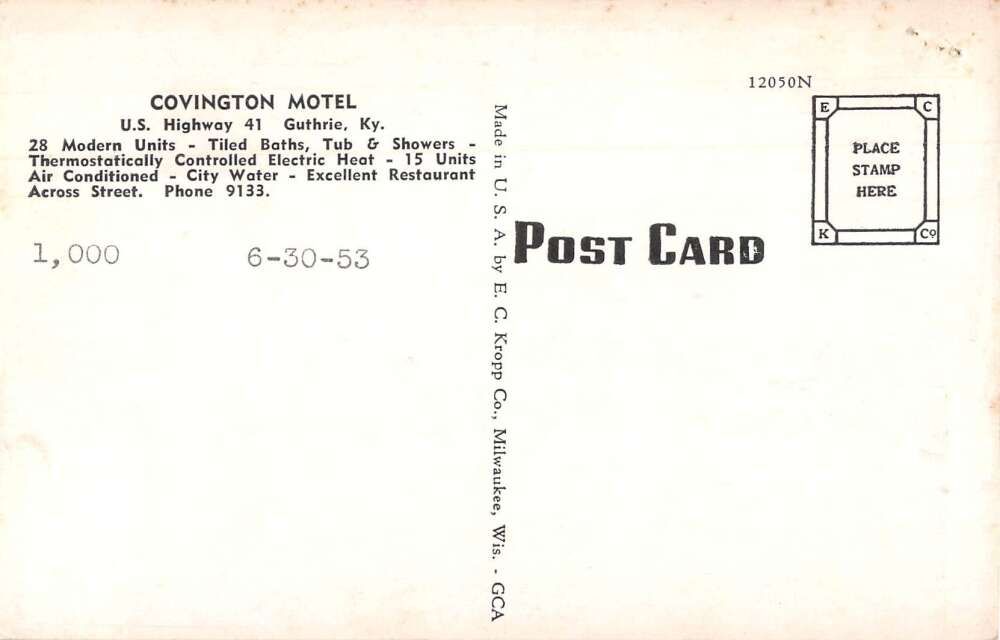 COVINGTON MOTEL
U.S. Highway 41 Guthrie, Ky.
28 Modern Units - Tiled Baths, Tub & Showers -
Thermostatically Controlled Electric Heat - 15 Units
Air Conditioned - City Water - Excellent Restaurant
Across Street. Phone 9133.
1,000 6-30-53
Made in U. S. A. by E. C. Kropp Co., Milwaukee, Wis. - GCA
POST CARD
12050N
E C
PLACE
STAMP
HERE
K Co